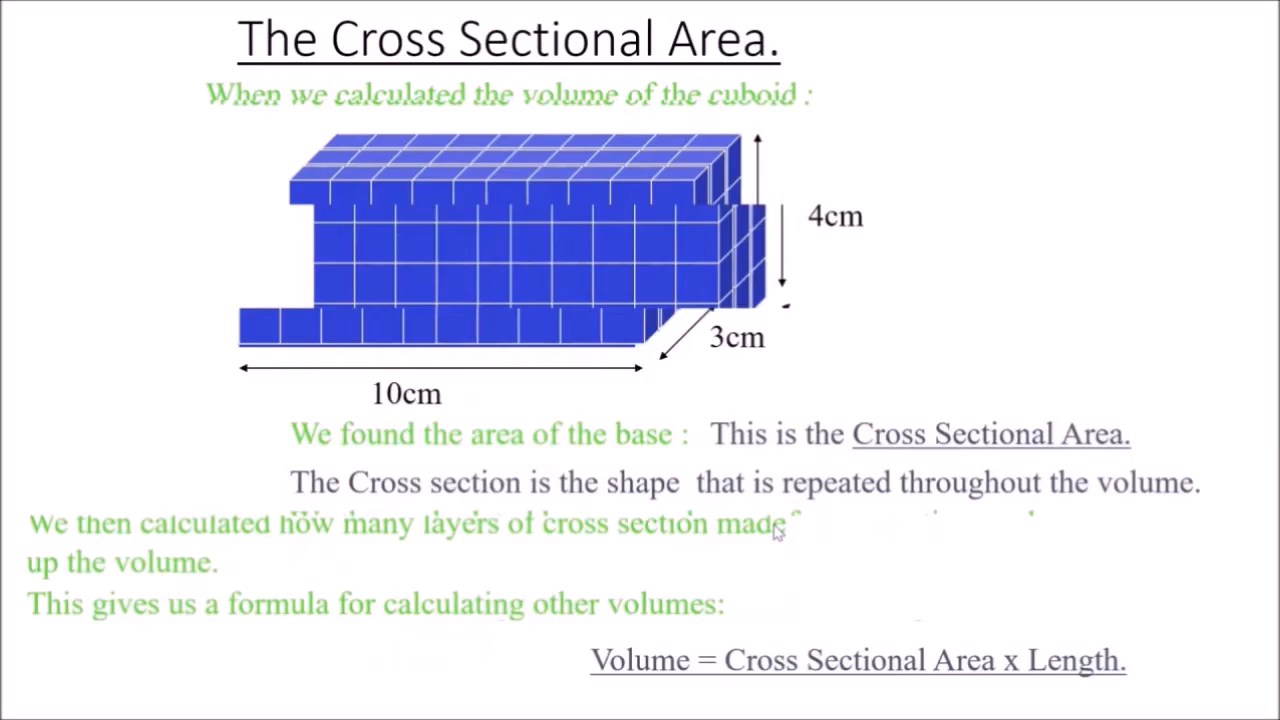 The Cross Sectional Area.
When we calculated the volume of the cuboid :
4cm
3cm
10cm
We found the area of the base : This is the Cross Sectional Area.
The Cross section is the shape that is repeated throughout the volume.
We then calculated how many layers of cross section made
up the volume.
This gives us a formula for calculating other volumes:
Volume = Cross Sectional Area x Length.